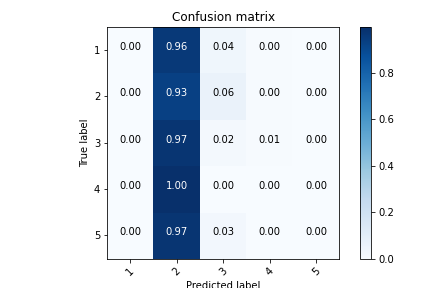 Confusion matrix
1 0.00 0.96 0.04 0.00 0.00
2 0.00 0.93 0.06 0.00 0.00
3 0.00 0.97 0.02 0.01 0.00
4 0.00 1.00 0.00 0.00 0.00
5 0.00 0.97 0.03 0.00 0.00
True label
1 2 3 4 5
Predicted label
0.8
0.6
0.4
0.2
0.0